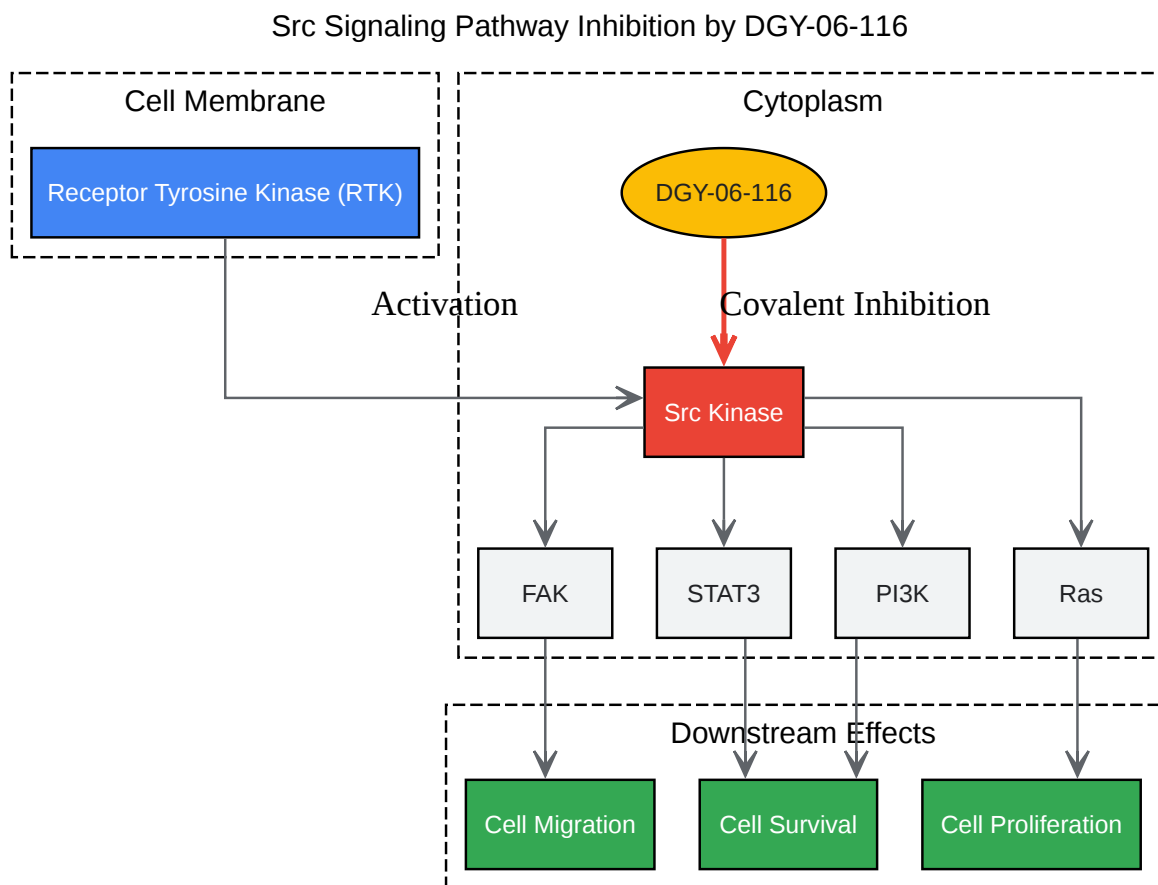 Src Signaling Pathway Inhibition by DGY-06-116
Cell Membrane
Cytoplasm
Receptor Tyrosine Kinase (RTK)
DGY-06-116
Activation
Covalent Inhibition
Src Kinase
FAK
STAT3
PI3K
Ras
Downstream Effects
Cell Migration
Cell Survival
Cell Proliferation